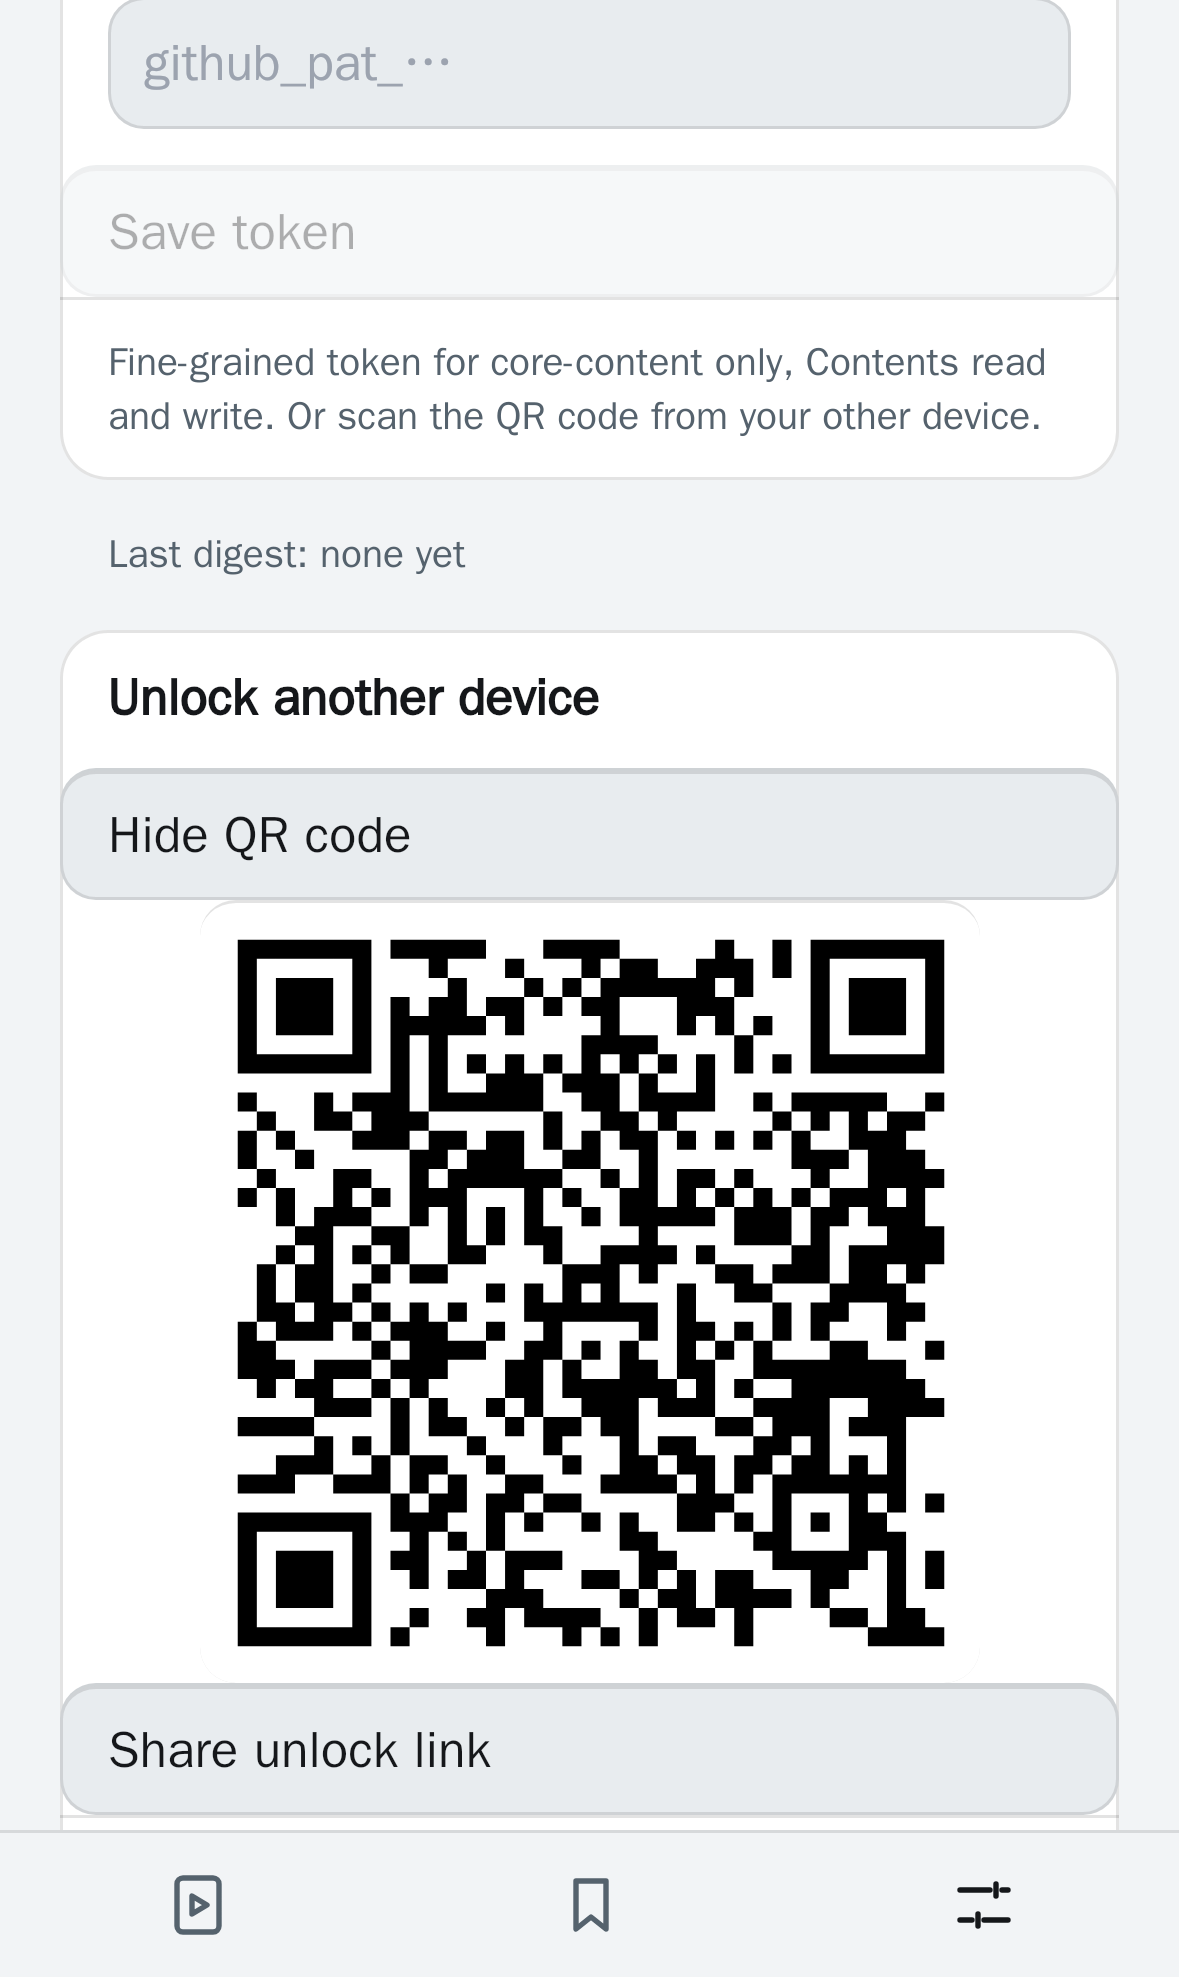 github_pat_···
Save token
Fine-grained token for core-content only, Contents read
and write. Or scan the QR code from your other device.
Last digest: none yet
Unlock another device
Hide QR code
Share unlock link